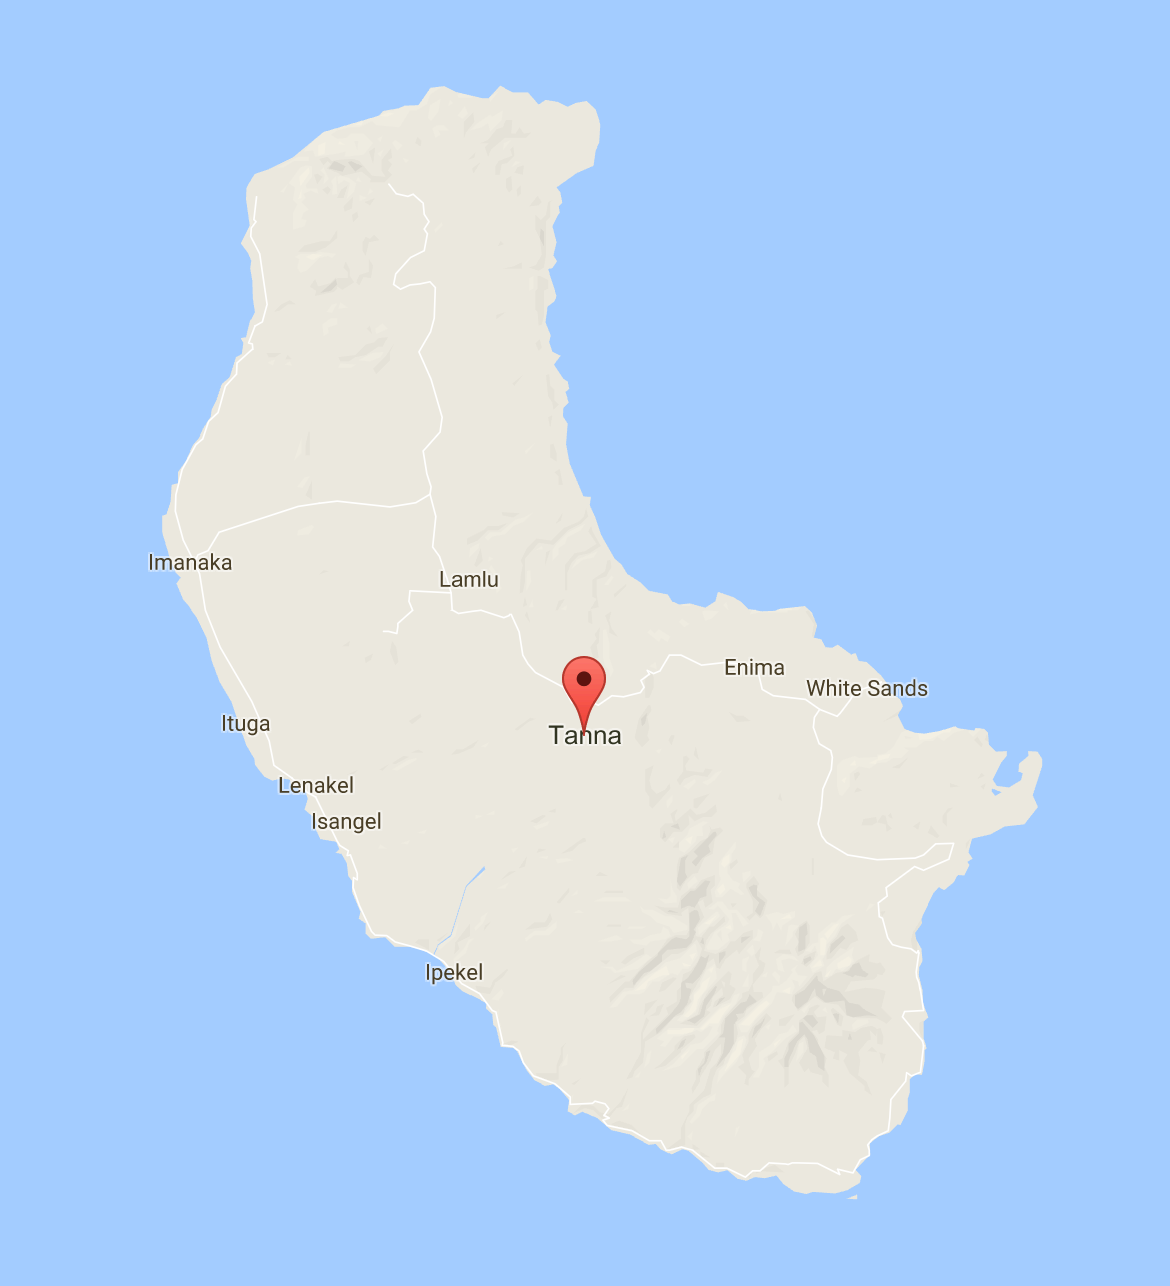 Imanaka
Lamlu
Enima
White Sands
Ituga
Tanna
Lenakel
Isangel
Ipekel